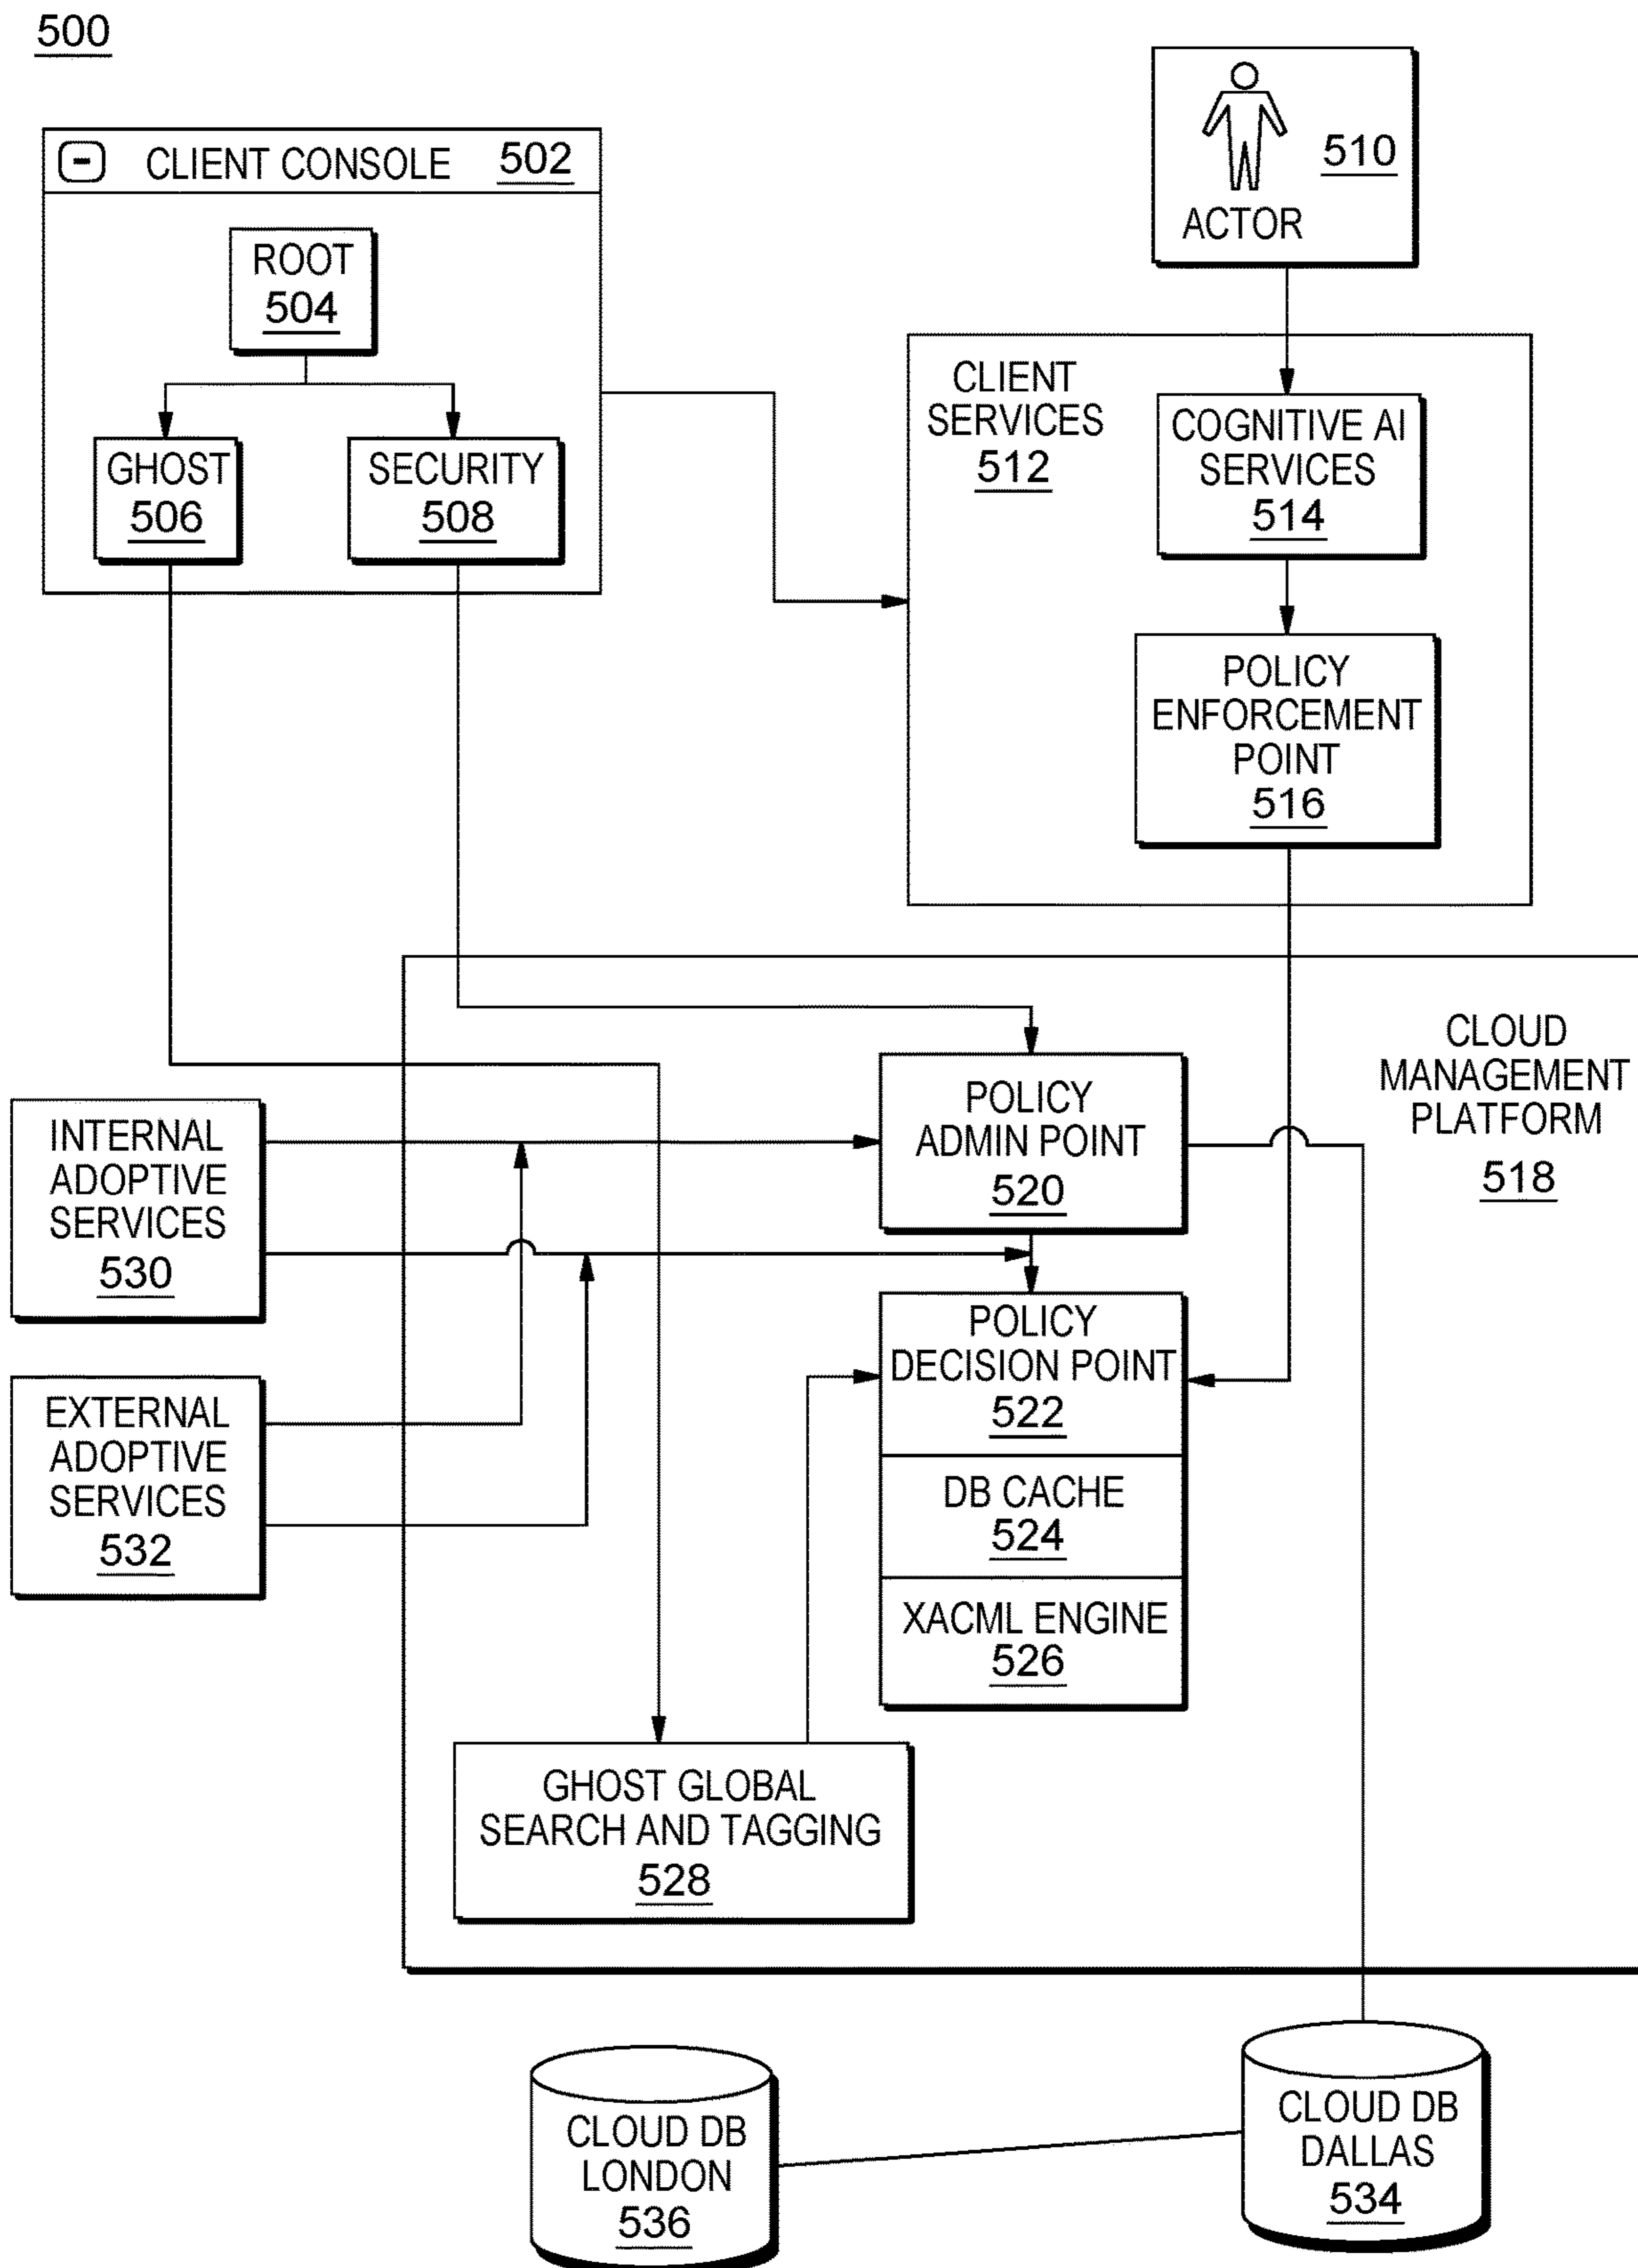 500
CLIENT CONSOLE 502
ROOT
504
GHOST
506
SECURITY
508
510
ACTOR
CLIENT
SERVICES
512
COGNITIVE AI
SERVICES
514
POLICY
ENFORCEMENT
POINT
516
CLOUD
MANAGEMENT
PLATFORM
518
POLICY
ADMIN POINT
520
INTERNAL
ADOPTIVE
SERVICES
530
POLICY
DECISION POINT
522
DB CACHE
524
XACML ENGINE
526
EXTERNAL
ADOPTIVE
SERVICES
532
GHOST GLOBAL
SEARCH AND TAGGING
528
CLOUD DB
LONDON
536
CLOUD DB
DALLAS
534